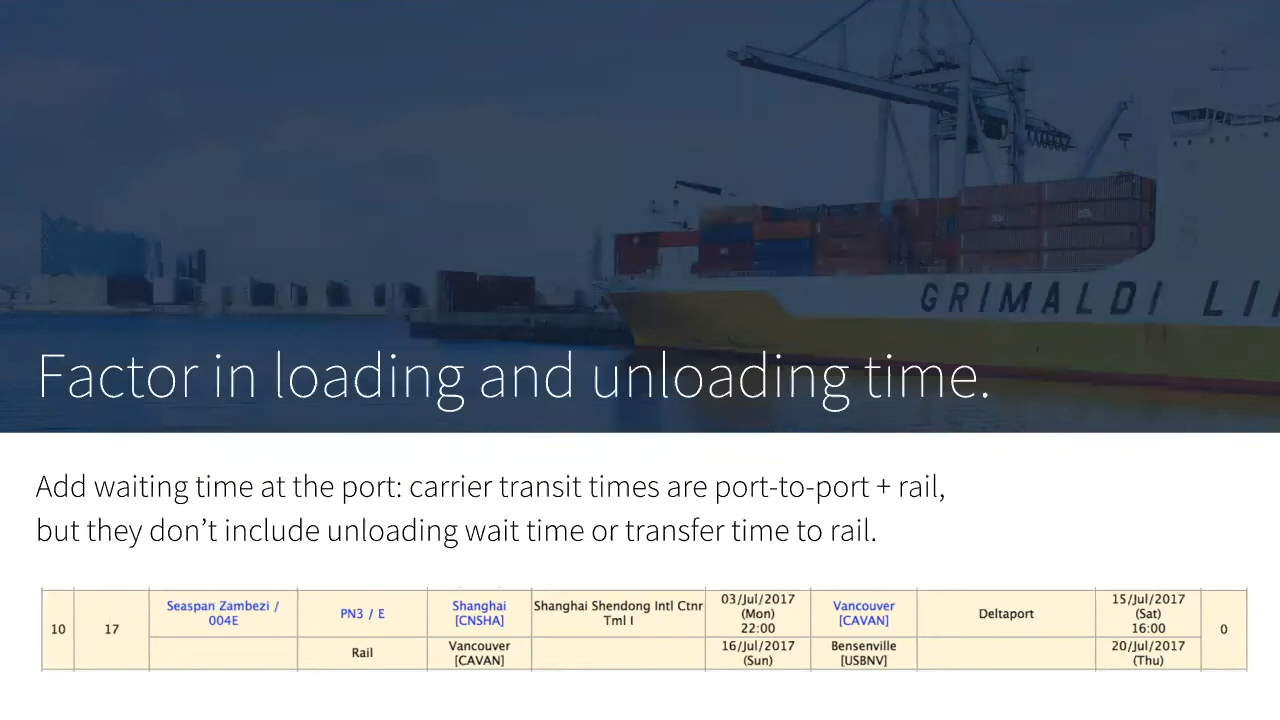 GRIMALDI LI
Factor in loading and unloading time.
Add waiting time at the port: carrier transit times are port-to-port + rail,
but they don’t include unloading wait time or transfer time to rail.
10 17 Seaspan Zambezi / 004E PN3 / E Shanghai [CNSHA] Shanghai Shendong Intl Ctnr Tml I 03/Jul/2017 (Mon) 22:00 Vancouver [CAVAN] Deltaport 15/Jul/2017 (Sat) 16:00 0
Rail Vancouver [CAVAN] 16/Jul/2017 (Sun) Bensenville [USBNV] 20/Jul/2017 (Thu)